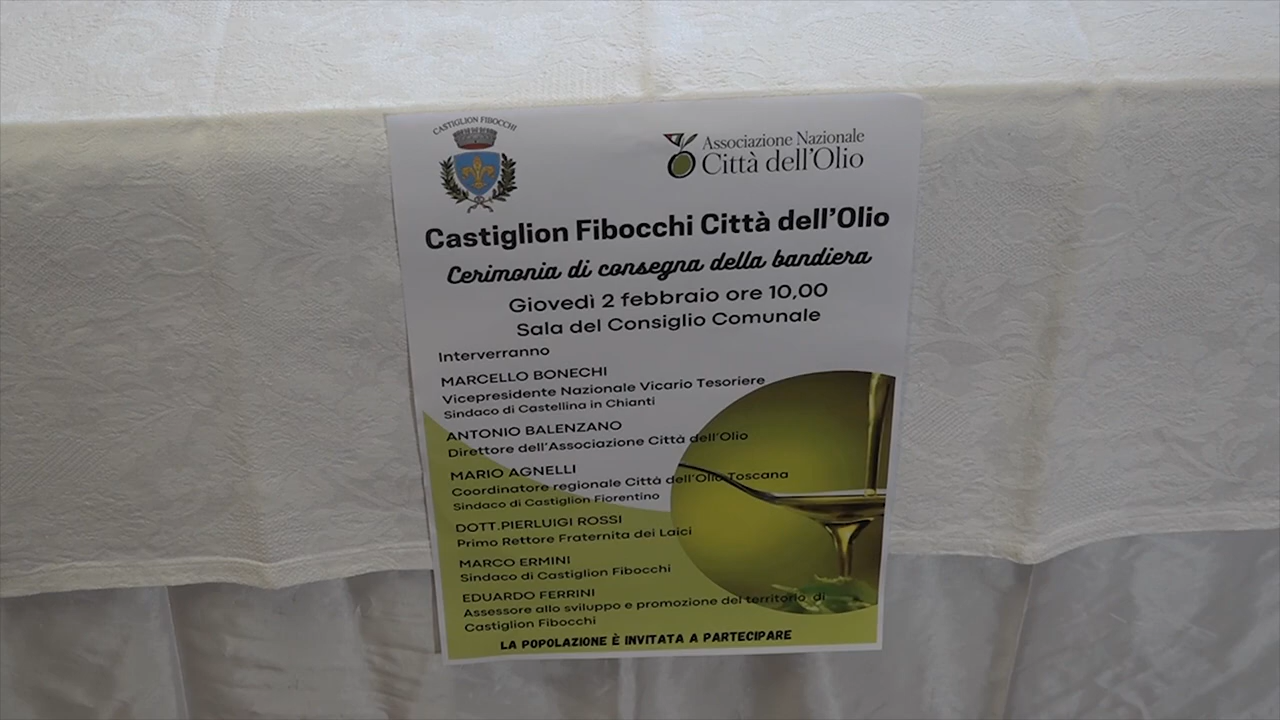 CASTIGLION FIBOCCHI
Associazione Nazionale
Città dell'Olio
Castiglion Fibocchi Città dell'Olio
Cerimonia di consegna della bandiera
Giovedì 2 febbraio ore 10,00
Sala del Consiglio Comunale
Interverranno
MARCELLO BONECHI
Vicepresidente Nazionale Vicario Tesoriere
Sindaco di Castellina in Chianti
ANTONIO BALENZANO
Direttore dell'Associazione Città dell'Olio
MARIO AGNELLI
Coordinatore regionale Città dell'Olio Toscana
Sindaco di Castiglion Fiorentino
DOTT.PIERLUIGI ROSSI
Primo Rettore Fraternita dei Laici
MARCO ERMINI
Sindaco di Castiglion Fibocchi
EDUARDO FERRINI
Assessore allo sviluppo e promozione del territorio di
Castiglion Fibocchi
LA POPOLAZIONE È INVITATA A PARTECIPARE